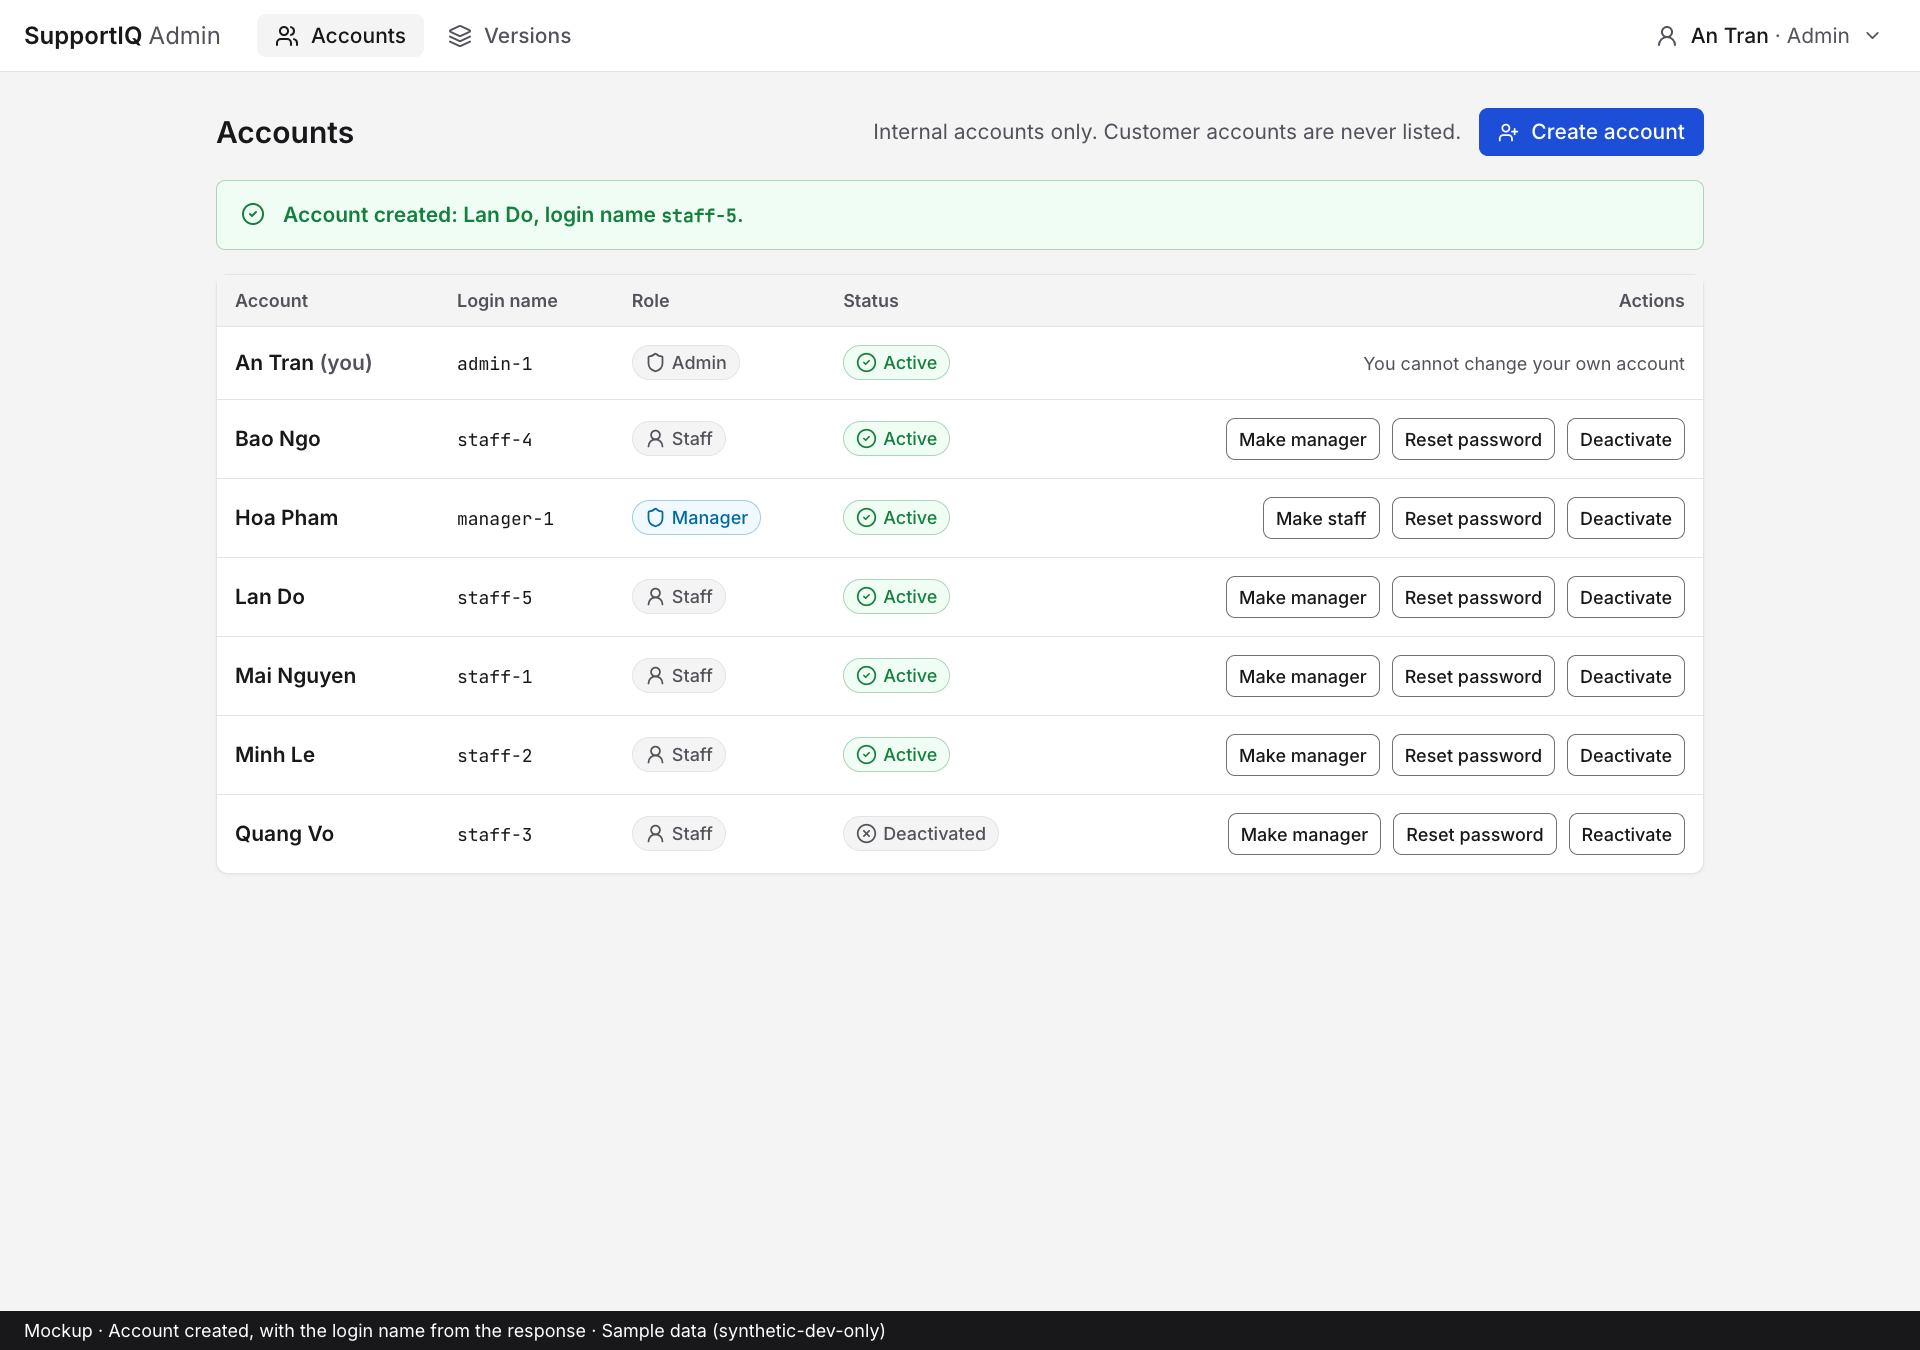 SupportIQ Admin Accounts Versions An Tran · Admin
Accounts Internal accounts only. Customer accounts are never listed. Create account
Account created: Lan Do, login name staff-5.
Account Login name Role Status Actions
An Tran (you) admin-1 Admin Active You cannot change your own account
Bao Ngo staff-4 Staff Active Make manager Reset password Deactivate
Hoa Pham manager-1 Manager Active Make staff Reset password Deactivate
Lan Do staff-5 Staff Active Make manager Reset password Deactivate
Mai Nguyen staff-1 Staff Active Make manager Reset password Deactivate
Minh Le staff-2 Staff Active Make manager Reset password Deactivate
Quang Vo staff-3 Staff Deactivated Make manager Reset password Reactivate
Mockup · Account created, with the login name from the response · Sample data (synthetic-dev-only)